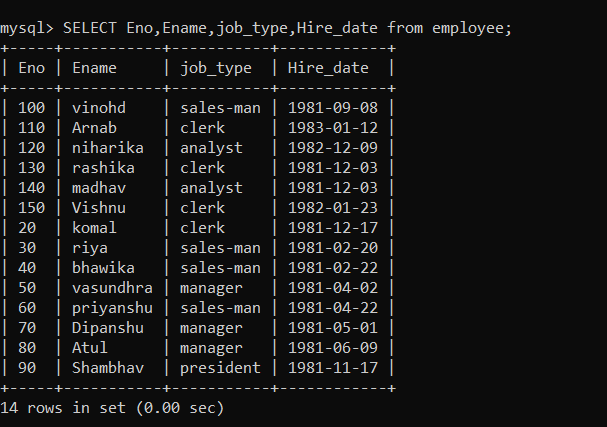 mysql> SELECT Eno,Ename,job_type,Hire_date from employee;
+-----+-----------+-----------+------------+
| Eno | Ename     | job_type  | Hire_date  |
+-----+-----------+-----------+------------+
| 100 | vinohd    | sales-man | 1981-09-08 |
| 110 | Arnab     | clerk     | 1983-01-12 |
| 120 | niharika  | analyst   | 1982-12-09 |
| 130 | rashika   | clerk     | 1981-12-03 |
| 140 | madhav    | analyst   | 1981-12-03 |
| 150 | Vishnu    | clerk     | 1982-01-23 |
| 20  | komal     | clerk     | 1981-12-17 |
| 30  | riya      | sales-man | 1981-02-20 |
| 40  | bhawika   | sales-man | 1981-02-22 |
| 50  | vasundhra | manager   | 1981-04-02 |
| 60  | priyanshu | sales-man | 1981-04-22 |
| 70  | Dipanshu  | manager   | 1981-05-01 |
| 80  | Atul      | manager   | 1981-06-09 |
| 90  | Shambhav  | president | 1981-11-17 |
+-----+-----------+-----------+------------+
14 rows in set (0.00 sec)